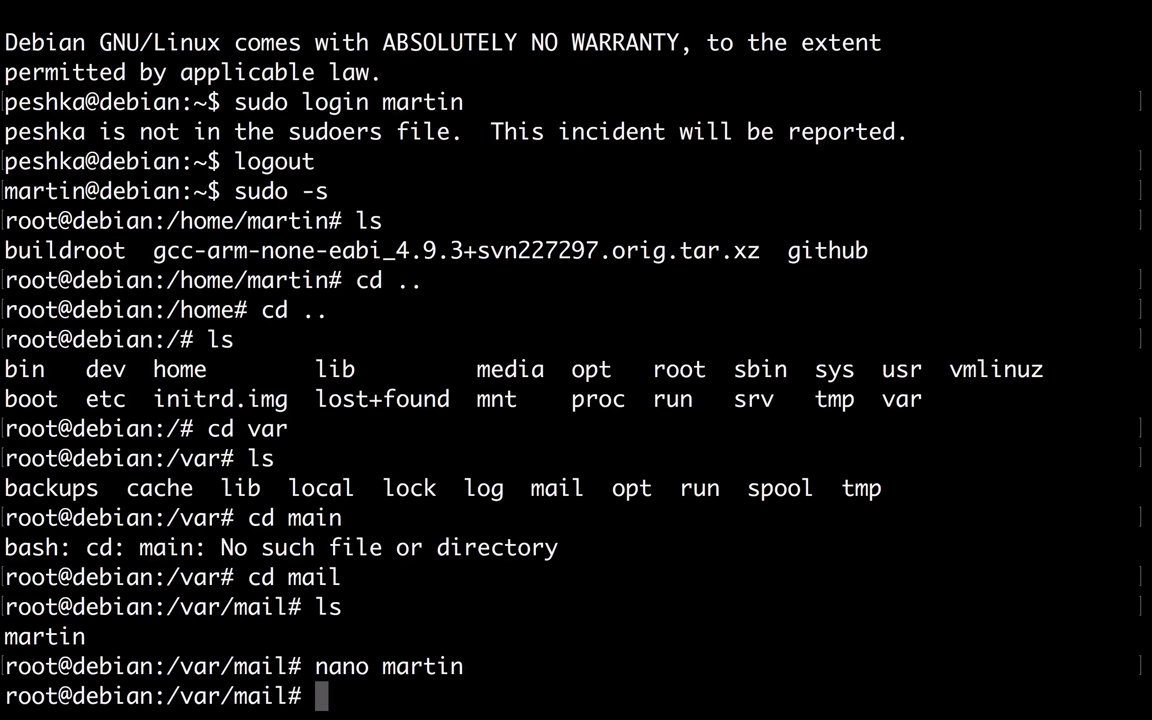 Debian GNU/Linux comes with ABSOLUTELY NO WARRANTY, to the extent
permitted by applicable law.
peshka@debian:~$ sudo login martin
peshka is not in the sudoers file.  This incident will be reported.
peshka@debian:~$ logout
martin@debian:~$ sudo -s
root@debian:/home/martin# ls
buildroot  gcc-arm-none-eabi_4.9.3+svn227297.orig.tar.xz  github
root@debian:/home/martin# cd ..
root@debian:/home# cd ..
root@debian:/# ls
bin   dev  home        lib         media  opt   root  sbin  sys  usr  vmlinuz
boot  etc  initrd.img  lost+found  mnt    proc  run   srv   tmp  var
root@debian:/# cd var
root@debian:/var# ls
backups  cache  lib  local  lock  log  mail  opt  run  spool  tmp
root@debian:/var# cd main
bash: cd: main: No such file or directory
root@debian:/var# cd mail
root@debian:/var/mail# ls
martin
root@debian:/var/mail# nano martin
root@debian:/var/mail#